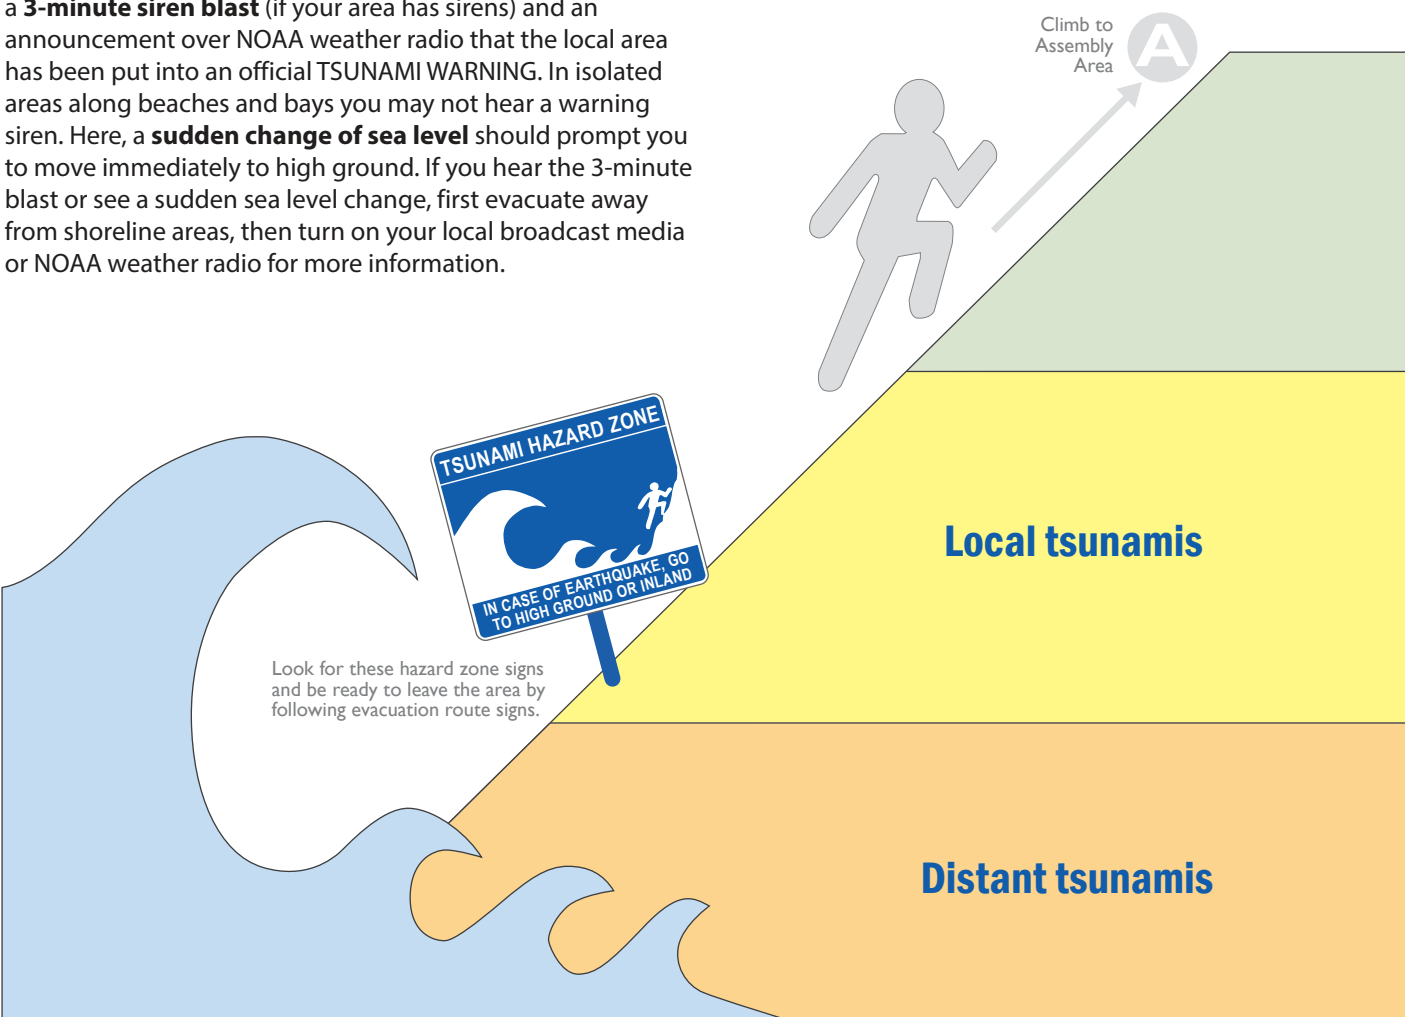 a 3-minute siren blast (if your area has sirens) and an
announcement over NOAA weather radio that the local area
has been put into an official TSUNAMI WARNING. In isolated
areas along beaches and bays you may not hear a warning
siren. Here, a sudden change of sea level should prompt you
to move immediately to high ground. If you hear the 3-minute
blast or see a sudden sea level change, first evacuate away
from shoreline areas, then turn on your local broadcast media
or NOAA weather radio for more information.
Climb to
Assembly
Area
A
TSUNAMI HAZARD ZONE
IN CASE OF EARTHQUAKE, GO
TO HIGH GROUND OR INLAND
Look for these hazard zone signs
and be ready to leave the area by
following evacuation route signs.
Local tsunamis
Distant tsunamis